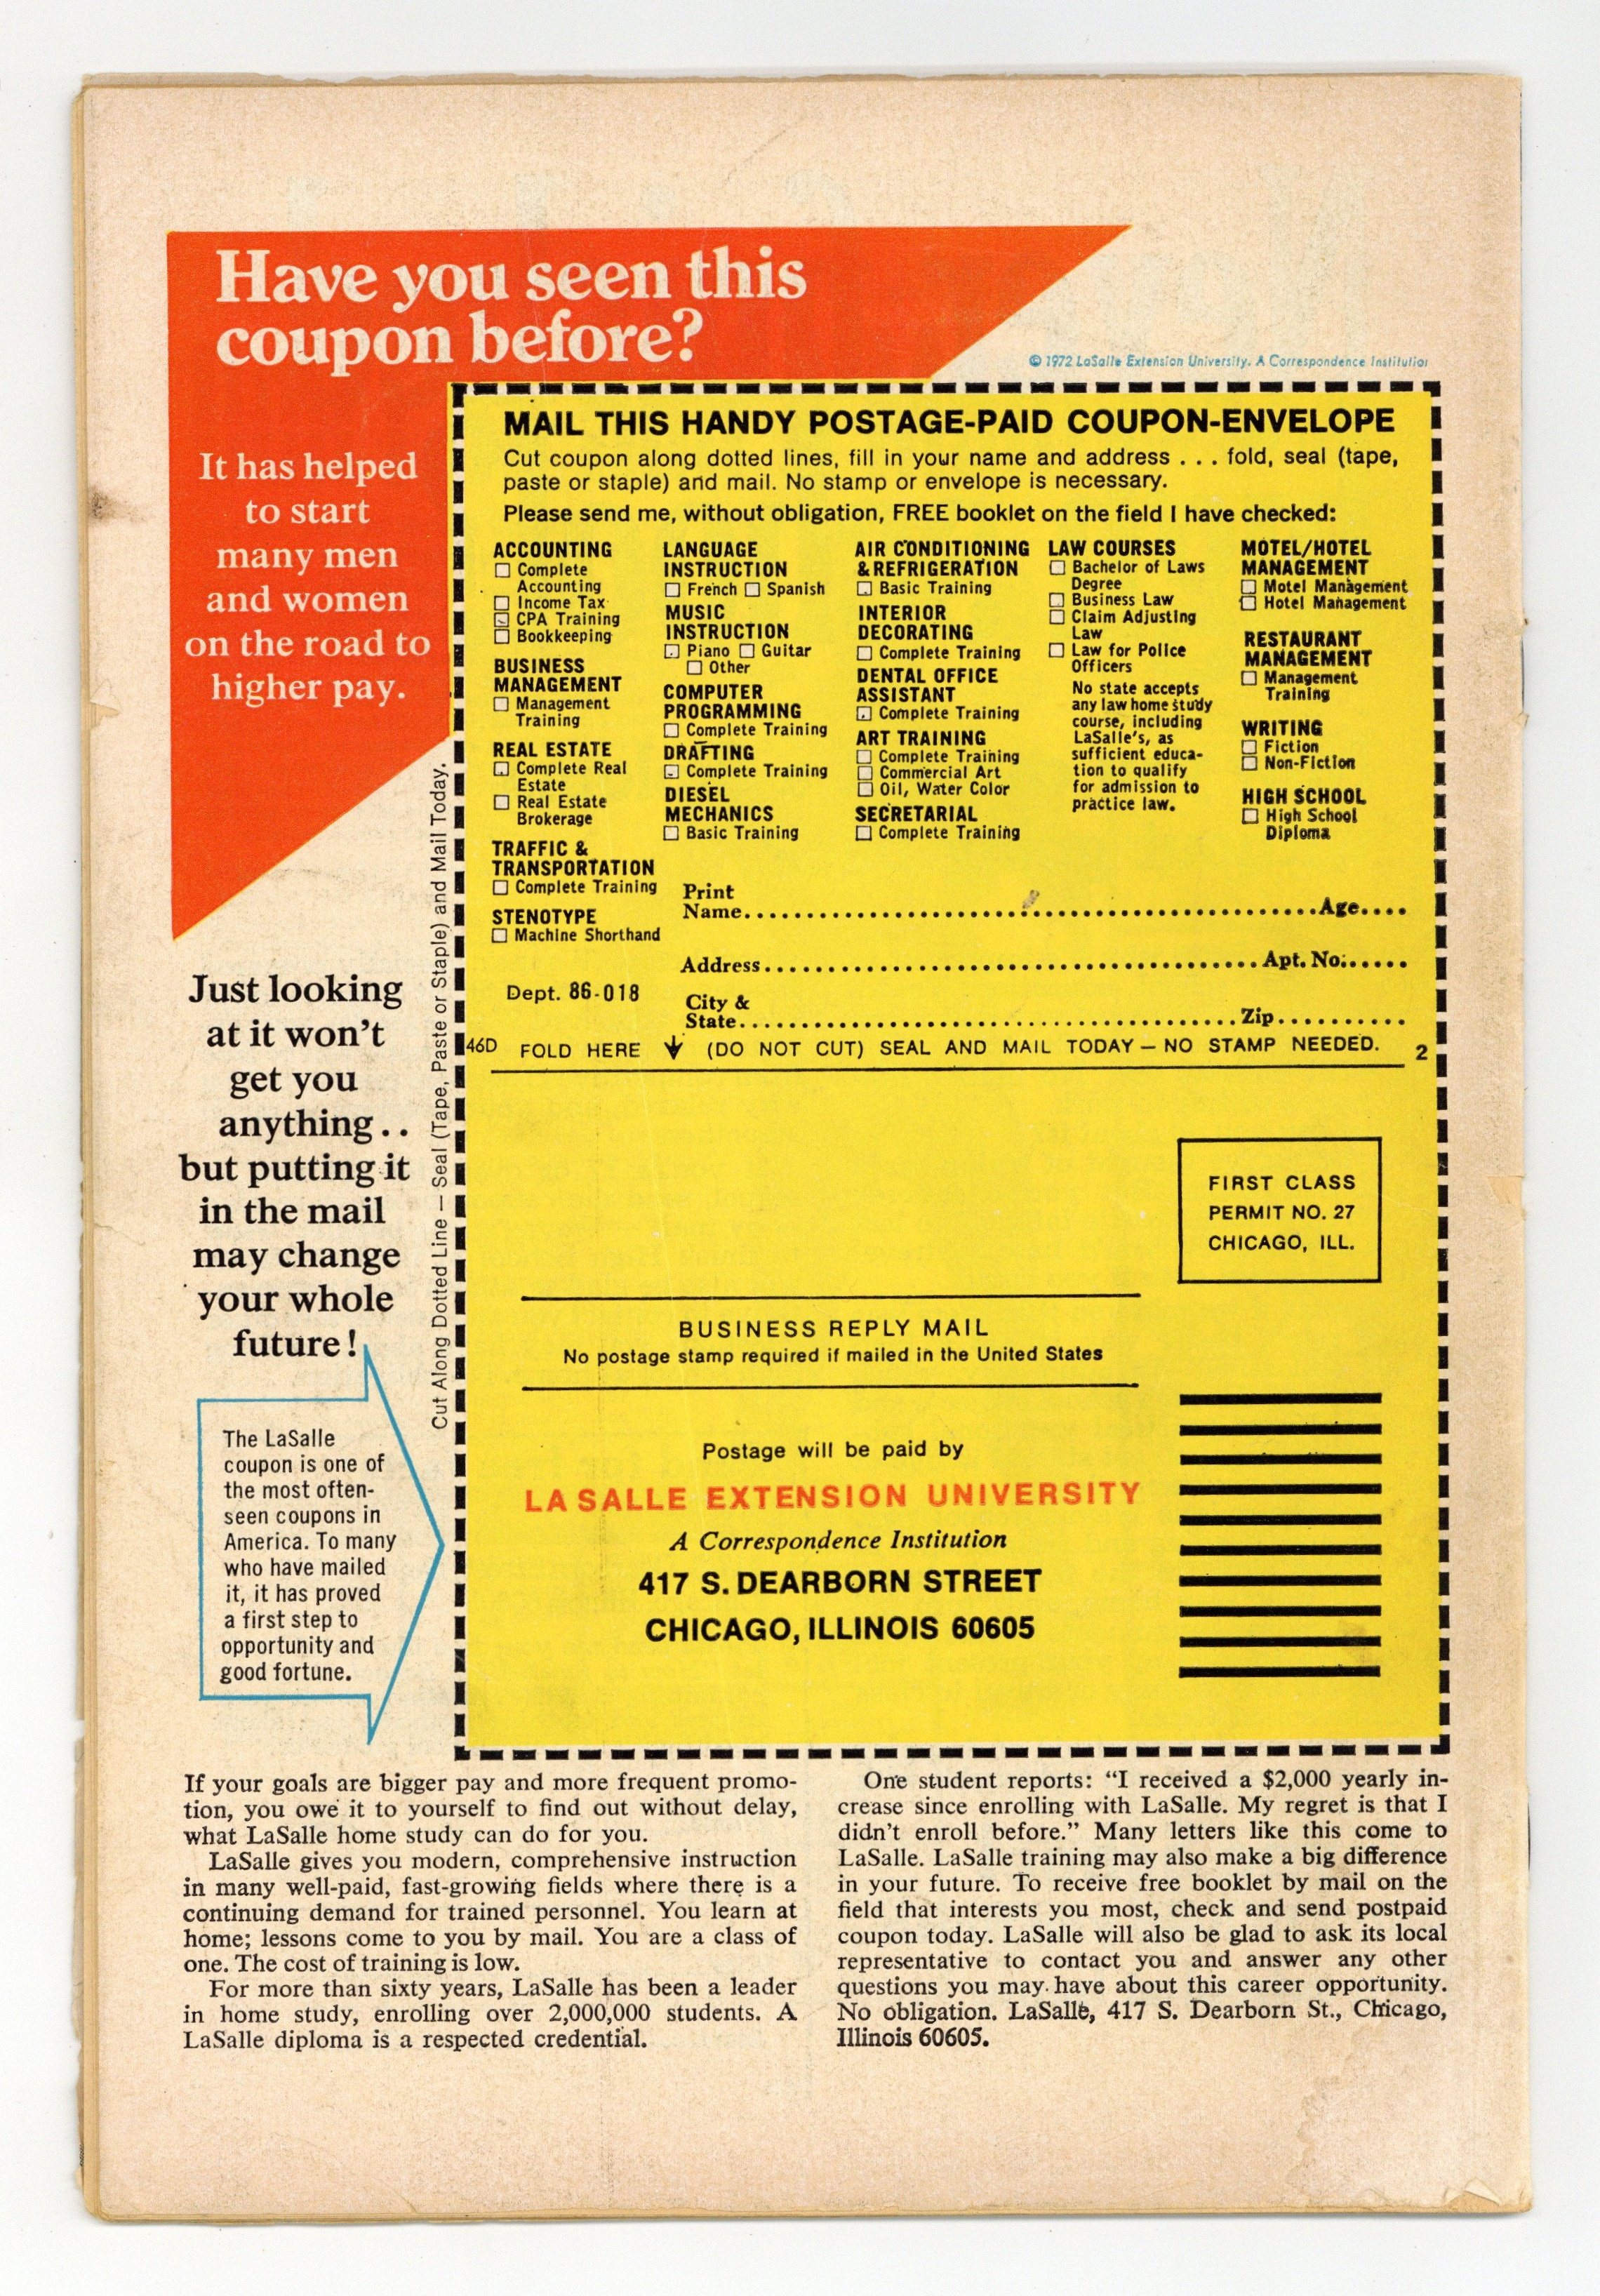 Have you seen this
coupon before?
It has helped
to start
many men
and women
on the road to
higher pay.
© 1972 LaSalle Extension University. A Correspondence Institution
MAIL THIS HANDY POSTAGE-PAID COUPON-ENVELOPE
Cut coupon along dotted lines, fill in your name and address . . . fold, seal (tape,
paste or staple) and mail. No stamp or envelope is necessary.
Please send me, without obligation, FREE booklet on the field I have checked:
ACCOUNTING
☐ Complete
Accounting
☐ Income Tax
☐ CPA Training
☐ Bookkeeping
BUSINESS
MANAGEMENT
☐ Management
Training
REAL ESTATE
☐ Complete Real
Estate
☐ Real Estate
Brokerage
TRAFFIC &
TRANSPORTATION
☐ Complete Training
STENOTYPE
☐ Machine Shorthand
LANGUAGE
INSTRUCTION
☐ French ☐ Spanish
MUSIC
INSTRUCTION
☐ Piano ☐ Guitar
☐ Other
COMPUTER
PROGRAMMING
☐ Complete Training
DRAFTING
☐ Complete Training
DIESEL
MECHANICS
☐ Basic Training
AIR CONDITIONING
& REFRIGERATION
☐ Basic Training
INTERIOR
DECORATING
☐ Complete Training
DENTAL OFFICE
ASSISTANT
☐ Complete Training
ART TRAINING
☐ Complete Training
☐ Commercial Art
☐ Oil, Water Color
SECRETARIAL
☐ Complete Training
LAW COURSES
☐ Bachelor of Laws
Degree
☐ Business Law
☐ Claim Adjusting
Law
☐ Law for Police
Officers
No state accepts
any law home study
course, including
LaSalle's, as
sufficient educa-
tion to qualify
for admission to
practice law.
MOTEL/HOTEL
MANAGEMENT
☐ Motel Management
☐ Hotel Management
RESTAURANT
MANAGEMENT
☐ Management
Training
WRITING
☐ Fiction
☐ Non-Fiction
HIGH SCHOOL
☐ High School
Diploma
Print
Name.................................................Age....
Address.......................................Apt. No......
Dept. 86-018
City &
State.......................................Zip..........
46D FOLD HERE ↓ (DO NOT CUT) SEAL AND MAIL TODAY — NO STAMP NEEDED. 2
Cut Along Dotted Line — Seal (Tape, Paste or Staple) and Mail Today.
Just looking
at it won't
get you
anything . .
but putting it
in the mail
may change
your whole
future!
The LaSalle
coupon is one of
the most often-
seen coupons in
America. To many
who have mailed
it, it has proved
a first step to
opportunity and
good fortune.
FIRST CLASS
PERMIT NO. 27
CHICAGO, ILL.
BUSINESS REPLY MAIL
No postage stamp required if mailed in the United States
Postage will be paid by
LA SALLE EXTENSION UNIVERSITY
A Correspondence Institution
417 S. DEARBORN STREET
CHICAGO, ILLINOIS 60605
If your goals are bigger pay and more frequent promo-
tion, you owe it to yourself to find out without delay,
what LaSalle home study can do for you.
LaSalle gives you modern, comprehensive instruction
in many well-paid, fast-growing fields where there is a
continuing demand for trained personnel. You learn at
home; lessons come to you by mail. You are a class of
one. The cost of training is low.
For more than sixty years, LaSalle has been a leader
in home study, enrolling over 2,000,000 students. A
LaSalle diploma is a respected credential.
One student reports: "I received a $2,000 yearly in-
crease since enrolling with LaSalle. My regret is that I
didn't enroll before." Many letters like this come to
LaSalle. LaSalle training may also make a big difference
in your future. To receive free booklet by mail on the
field that interests you most, check and send postpaid
coupon today. LaSalle will also be glad to ask its local
representative to contact you and answer any other
questions you may have about this career opportunity.
No obligation. LaSalle, 417 S. Dearborn St., Chicago,
Illinois 60605.